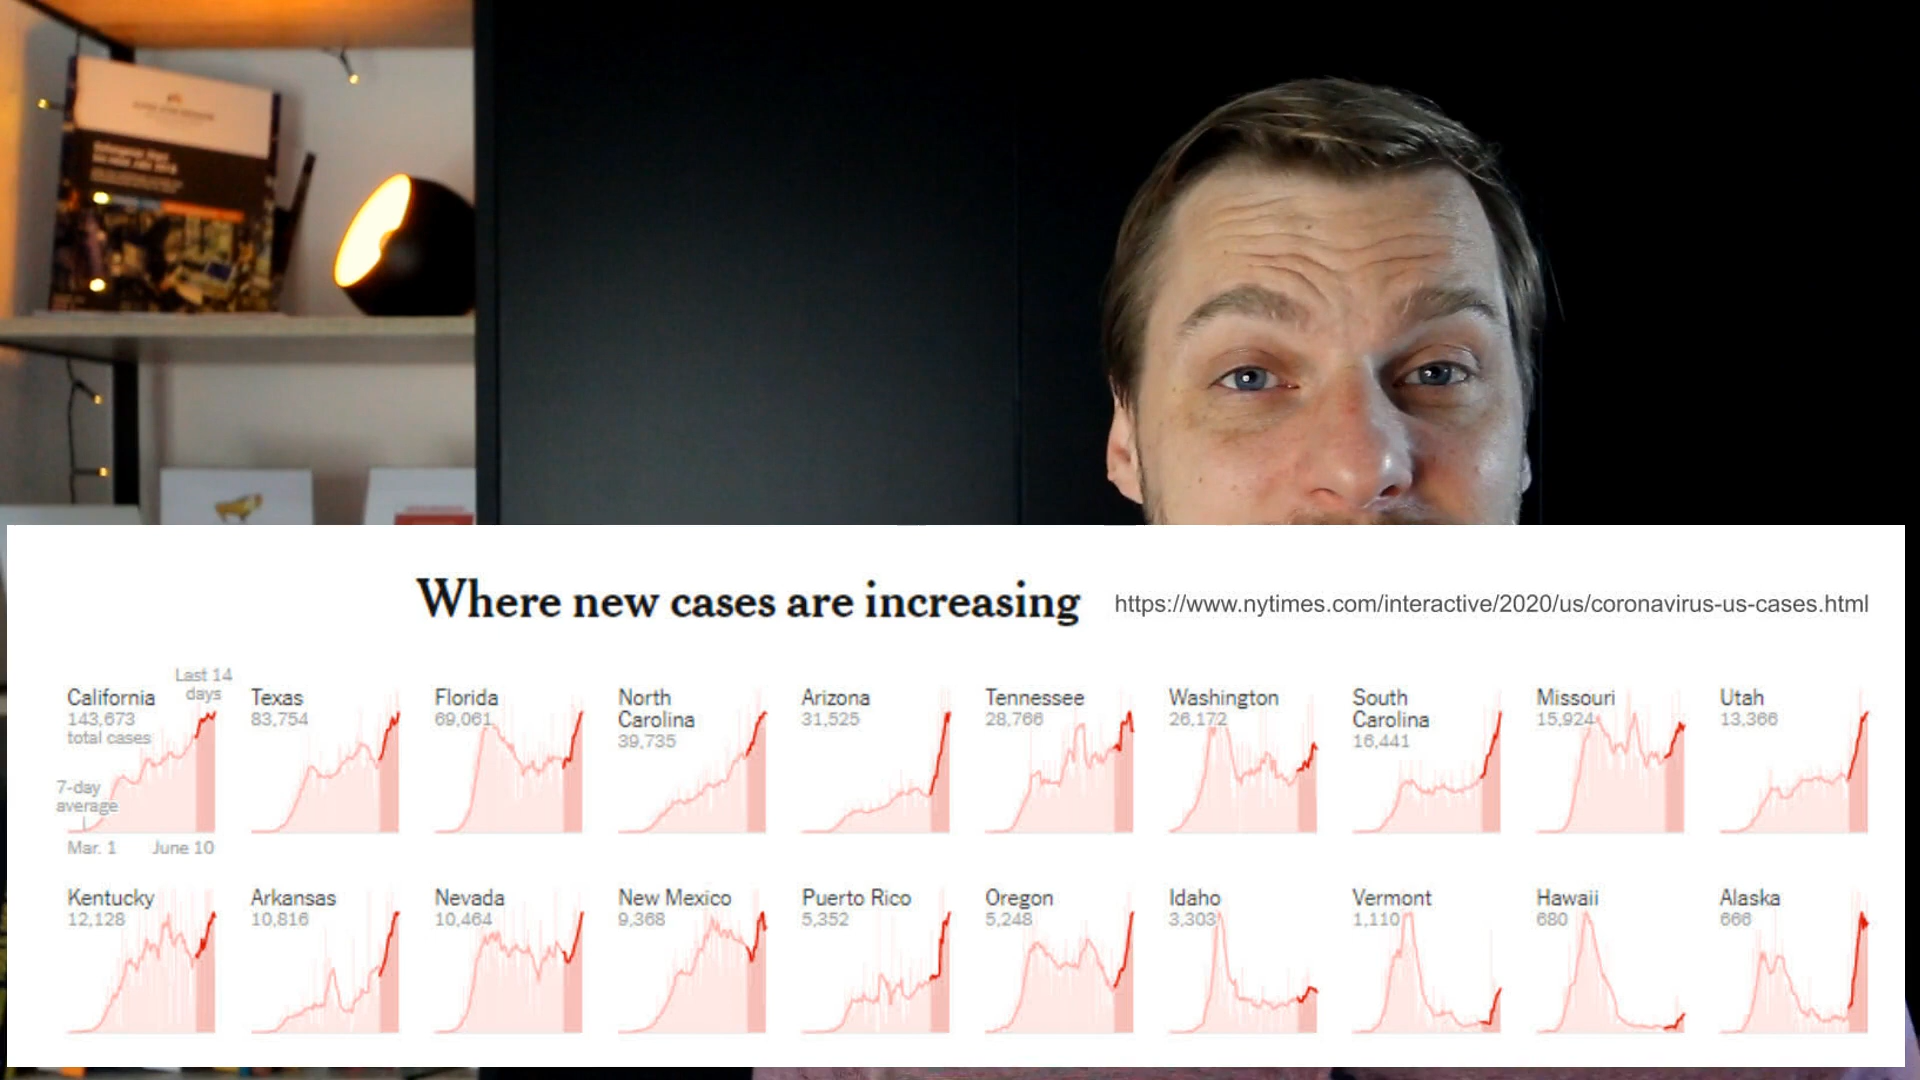 Where new cases are increasing
https://www.nytimes.com/interactive/2020/us/coronavirus-us-cases.html
Last 14
days
California
143,673
total cases
7-day
average
Mar. 1 June 10
Texas
83,754
Florida
69,061
North
Carolina
39,735
Arizona
31,525
Tennessee
28,766
Washington
26,172
South
Carolina
16,441
Missouri
15,924
Utah
13,366
Kentucky
12,128
Arkansas
10,816
Nevada
10,464
New Mexico
9,368
Puerto Rico
5,352
Oregon
5,248
Idaho
3,303
Vermont
1,110
Hawaii
680
Alaska
666